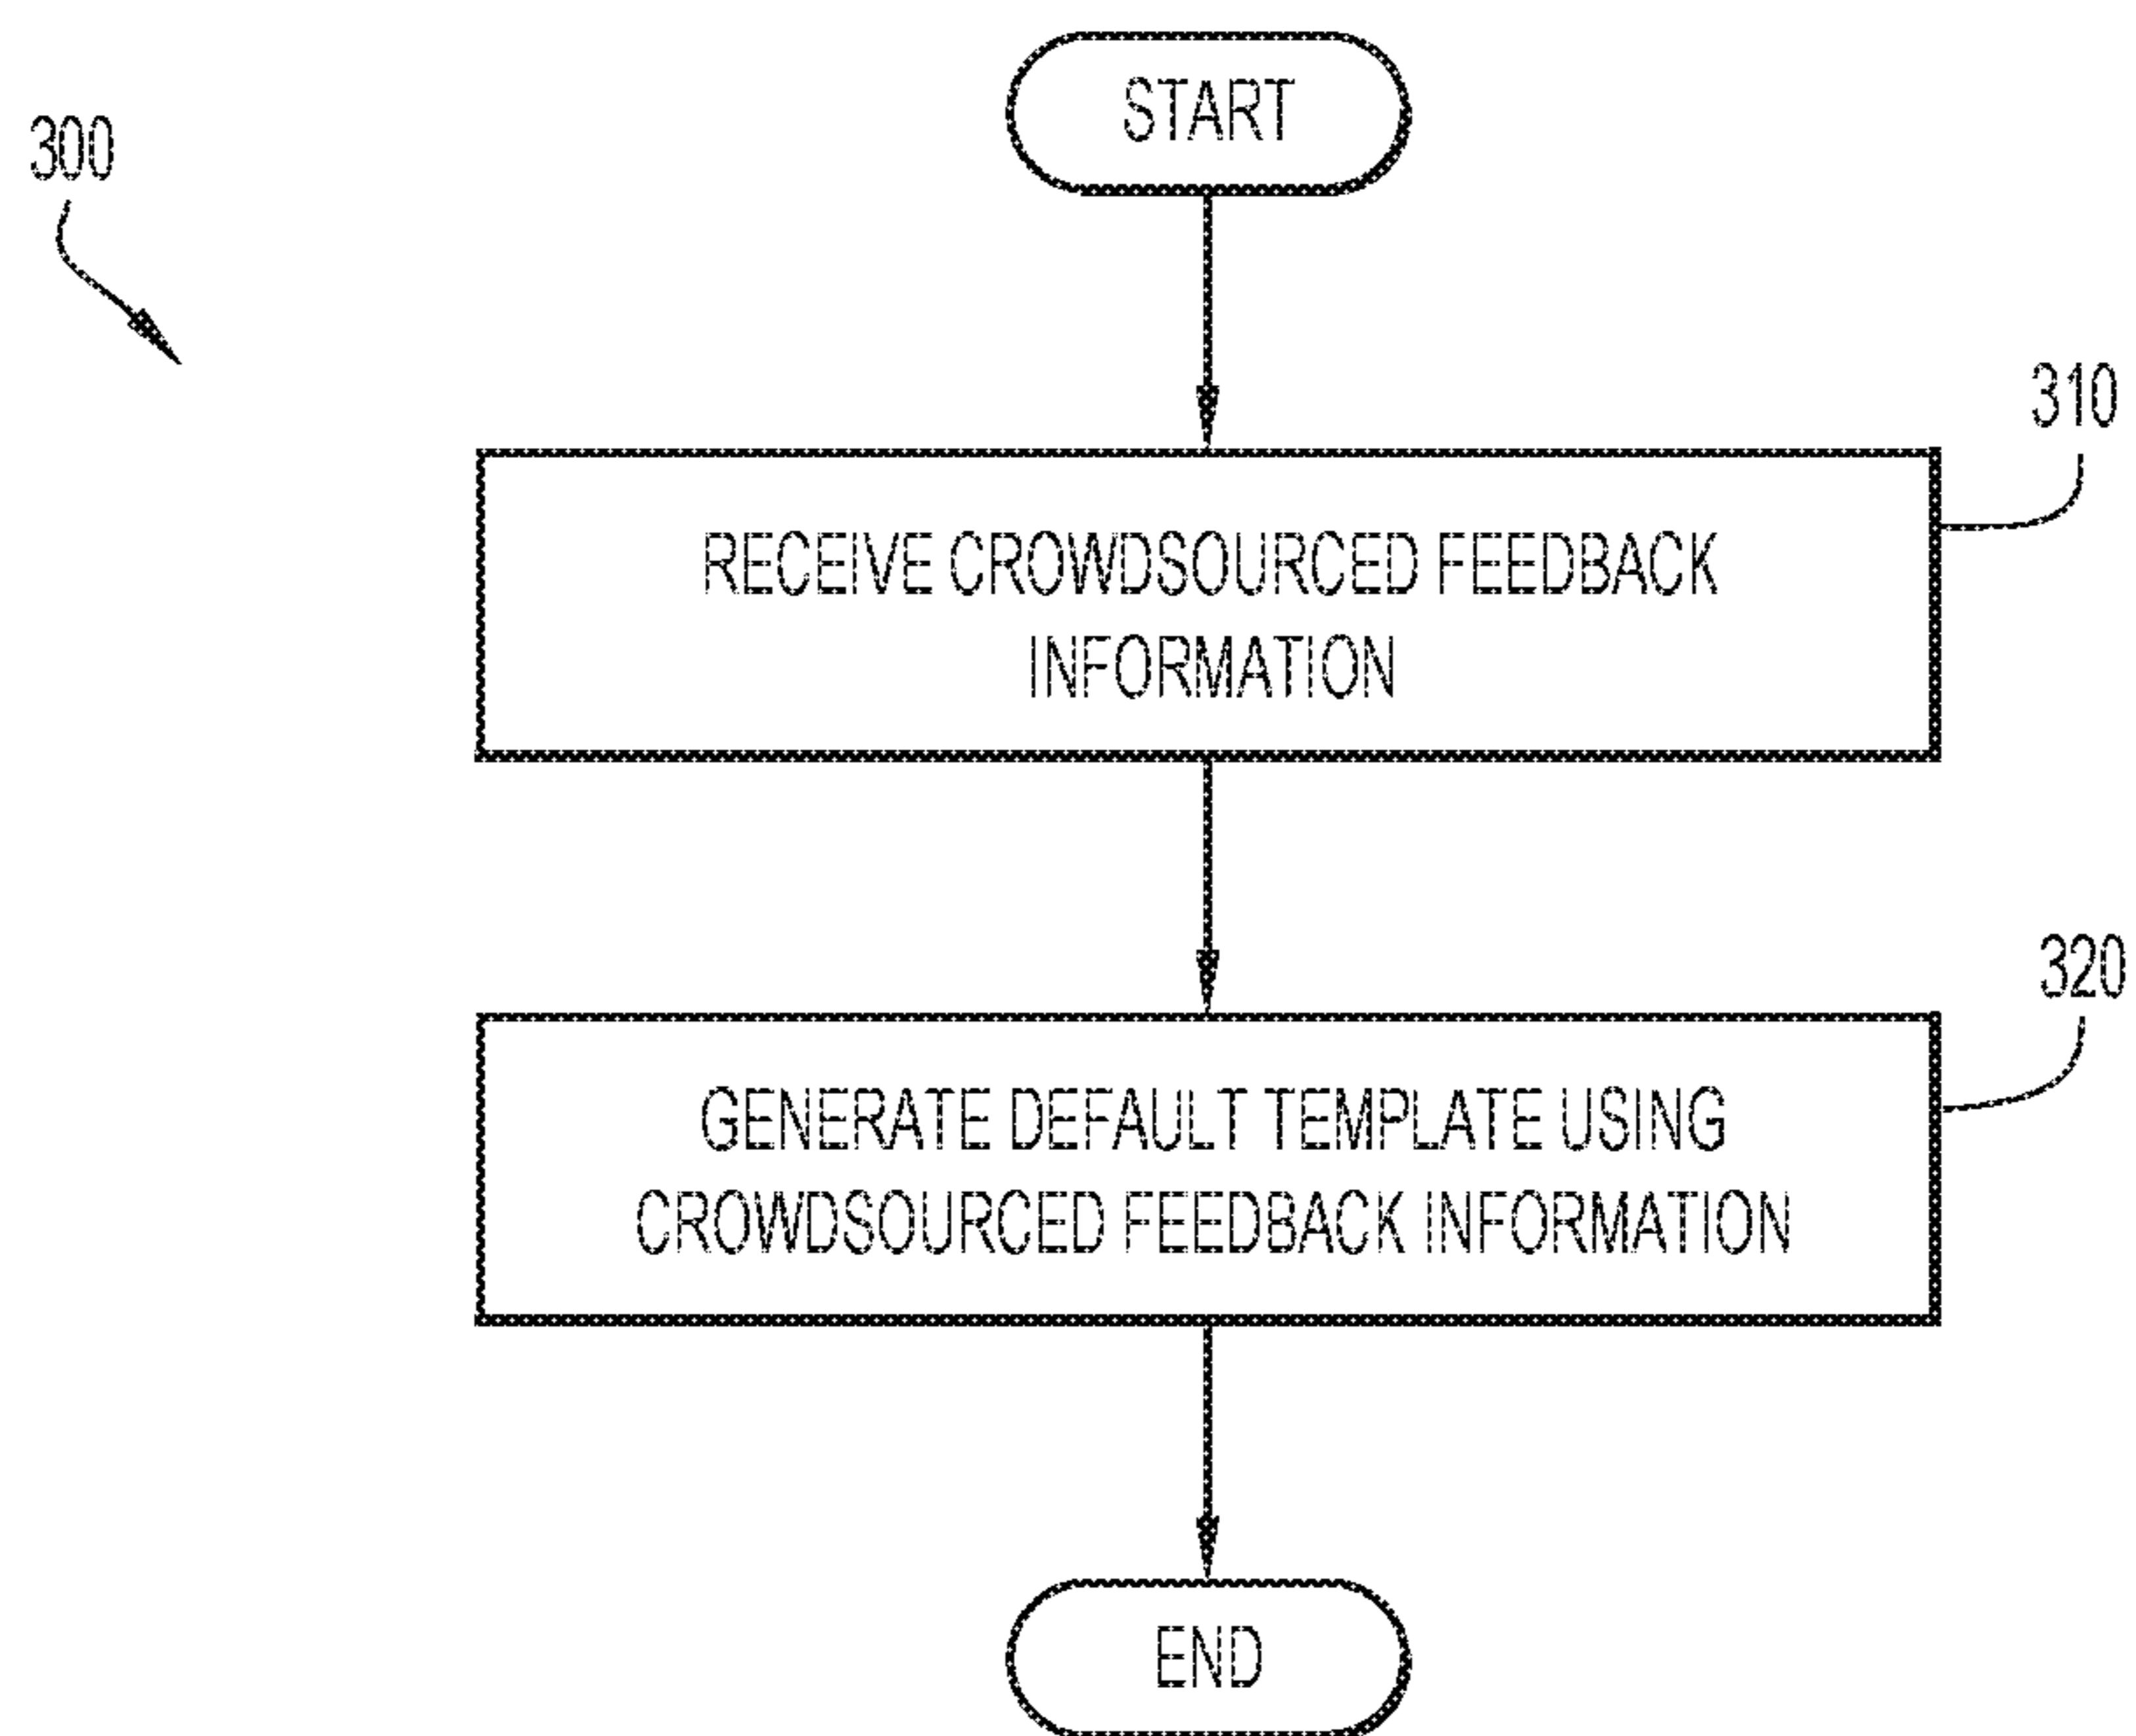 START
300
310
RECEIVE CROWDSOURCED FEEDBACK
INFORMATION
320
GENERATE DEFAULT TEMPLATE USING
CROWDSOURCED FEEDBACK INFORMATION
END